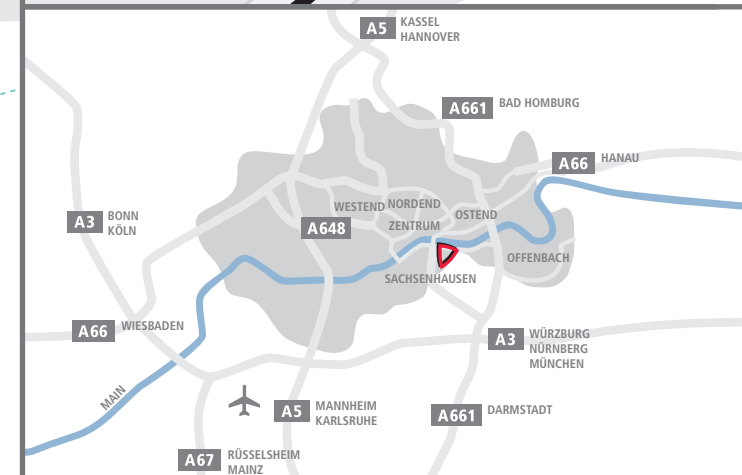 A5
KASSEL
HANNOVER
A661
BAD HOMBURG
A66
HANAU
WESTEND
NORDEND
A3
BONN
KÖLN
A648
ZENTRUM
OSTEND
OFFENBACH
SACHSENHAUSEN
A66
WIESBADEN
A3
WÜRZBURG
NÜRNBERG
MÜNCHEN
MAIN
A5
MANNHEIM
KARLSRUHE
A661
DARMSTADT
A67
RÜSSELSHEIM
MAINZ